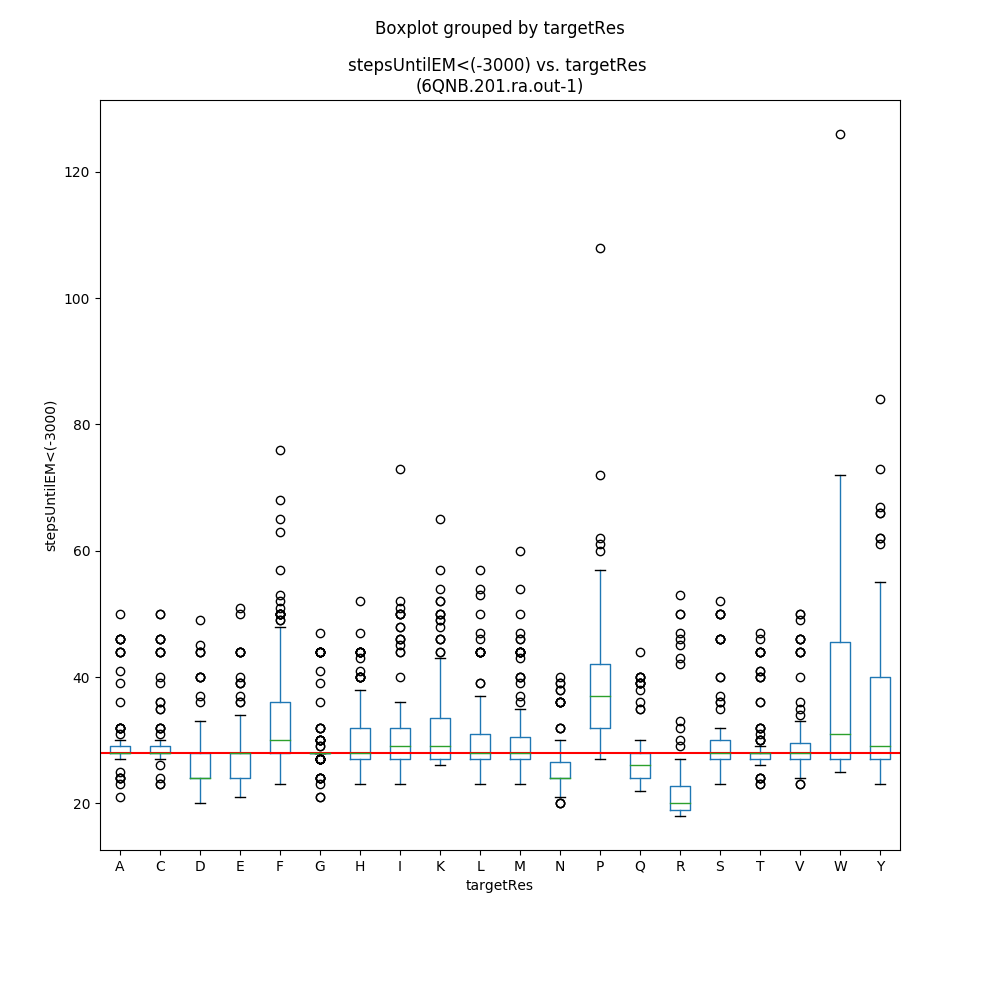 Boxplot grouped by targetRes
stepsUntilEM<(-3000) vs. targetRes
(6QNB.201.ra.out-1)
120
100
80
60
40
20
stepsUntilEM<(-3000)
A C D E F G H I K L M N P Q R S T V W Y
targetRes